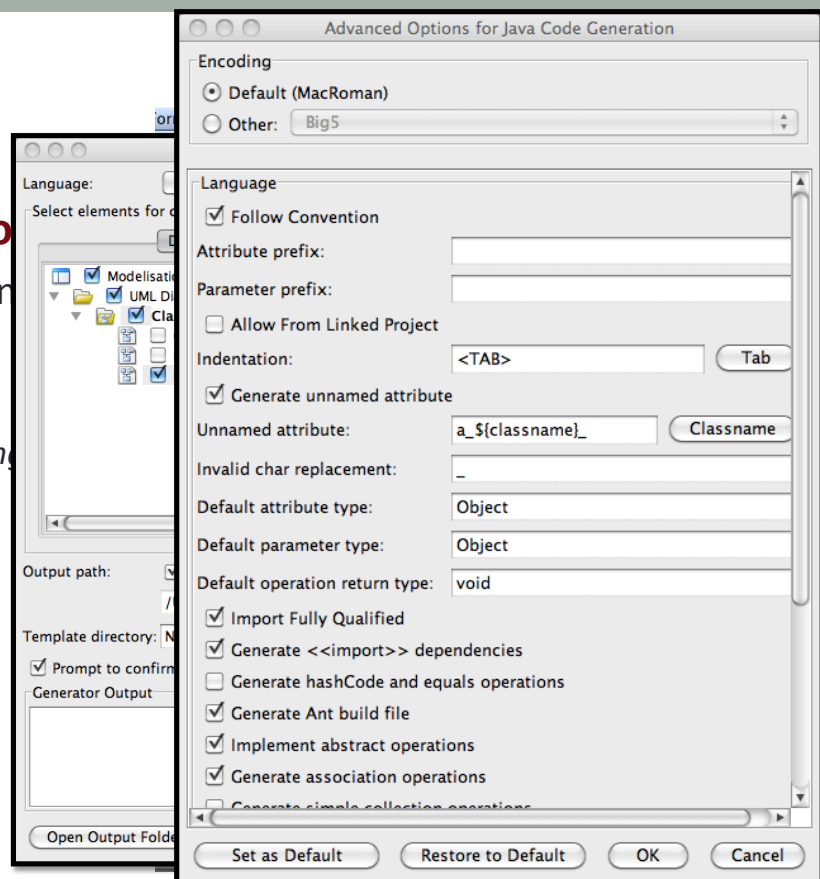 Advanced Options for Java Code Generation
Encoding
Default (MacRoman)
Other: Big5
Language
Follow Convention
Attribute prefix:
Parameter prefix:
Allow From Linked Project
Indentation: <TAB> Tab
Generate unnamed attribute
Unnamed attribute: a_${classname}_ Classname
Invalid char replacement: _
Default attribute type: Object
Default parameter type: Object
Default operation return type: void
Import Fully Qualified
Generate <<import>> dependencies
Generate hashCode and equals operations
Generate Ant build file
Implement abstract operations
Generate association operations
Generate simple collection operations
Set as Default Restore to Default OK Cancel
Language:
Select elements for
Modelisatio
UML Di
Cla
Output path:
Template directory: N
Prompt to confirm
Generator Output
Open Output Folde